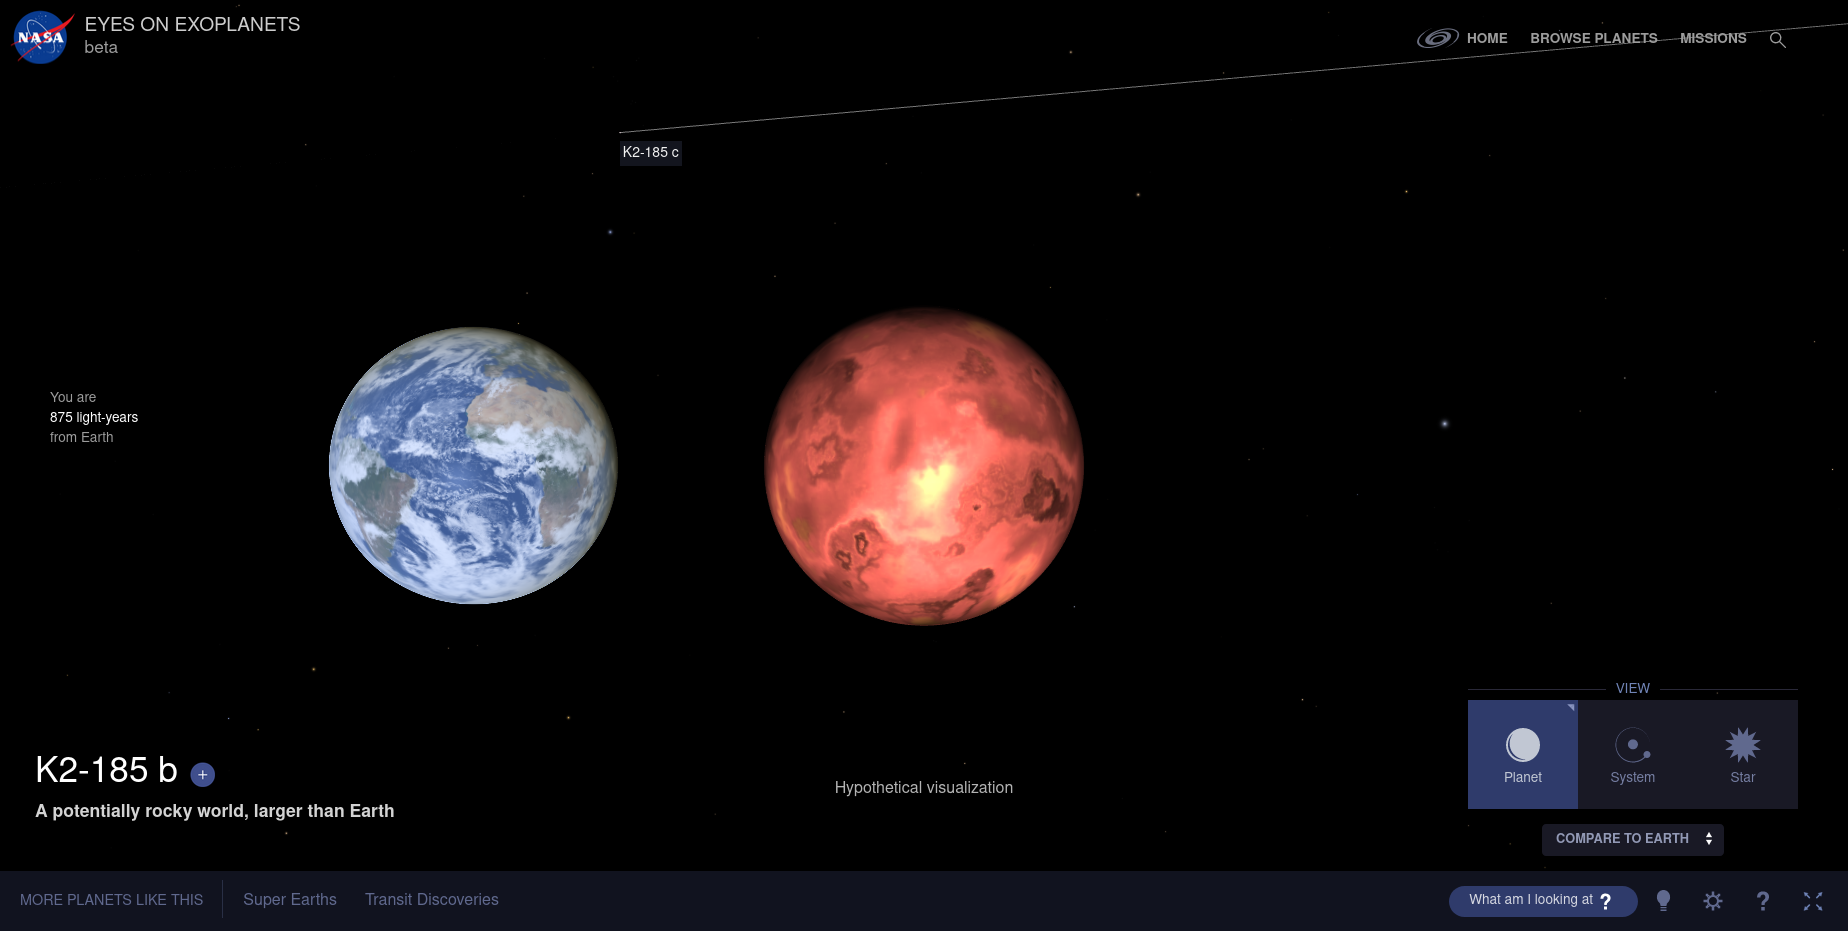 NASA
EYES ON EXOPLANETS
beta
HOME
BROWSE PLANETS
MISSIONS
K2-185 c
You are
875 light-years
from Earth
VIEW
Planet
System
Star
COMPARE TO EARTH
K2-185 b +
A potentially rocky world, larger than Earth
Hypothetical visualization
MORE PLANETS LIKE THIS
Super Earths
Transit Discoveries
What am I looking at ?
?